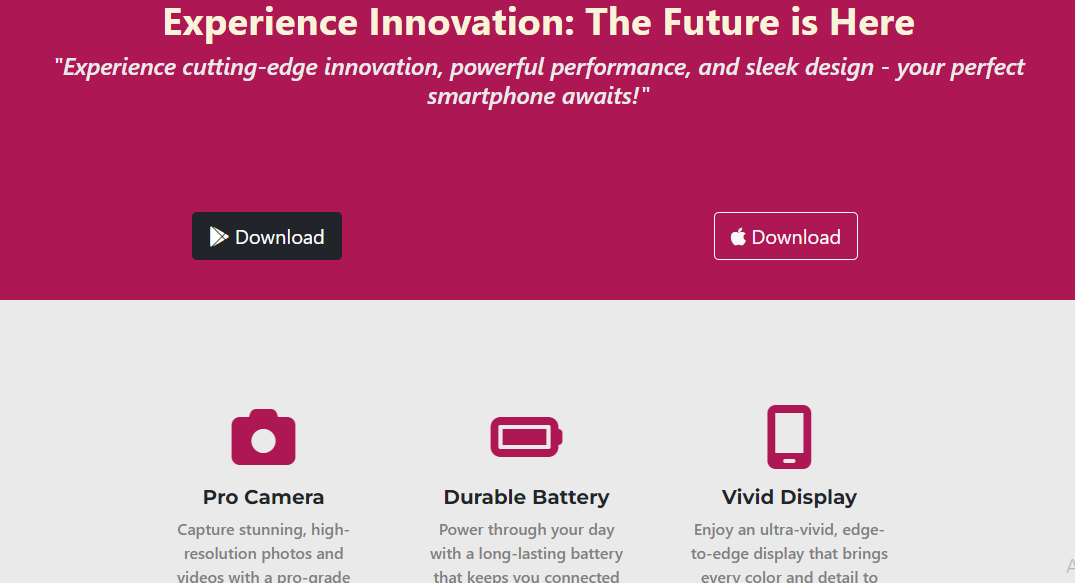 Experience Innovation: The Future is Here
"Experience cutting-edge innovation, powerful performance, and sleek design - your perfect
smartphone awaits!"
Download
Download
Pro Camera
Capture stunning, high-
resolution photos and
videos with a pro-grade
Durable Battery
Power through your day
with a long-lasting battery
that keeps you connected
Vivid Display
Enjoy an ultra-vivid, edge-
to-edge display that brings
every color and detail to